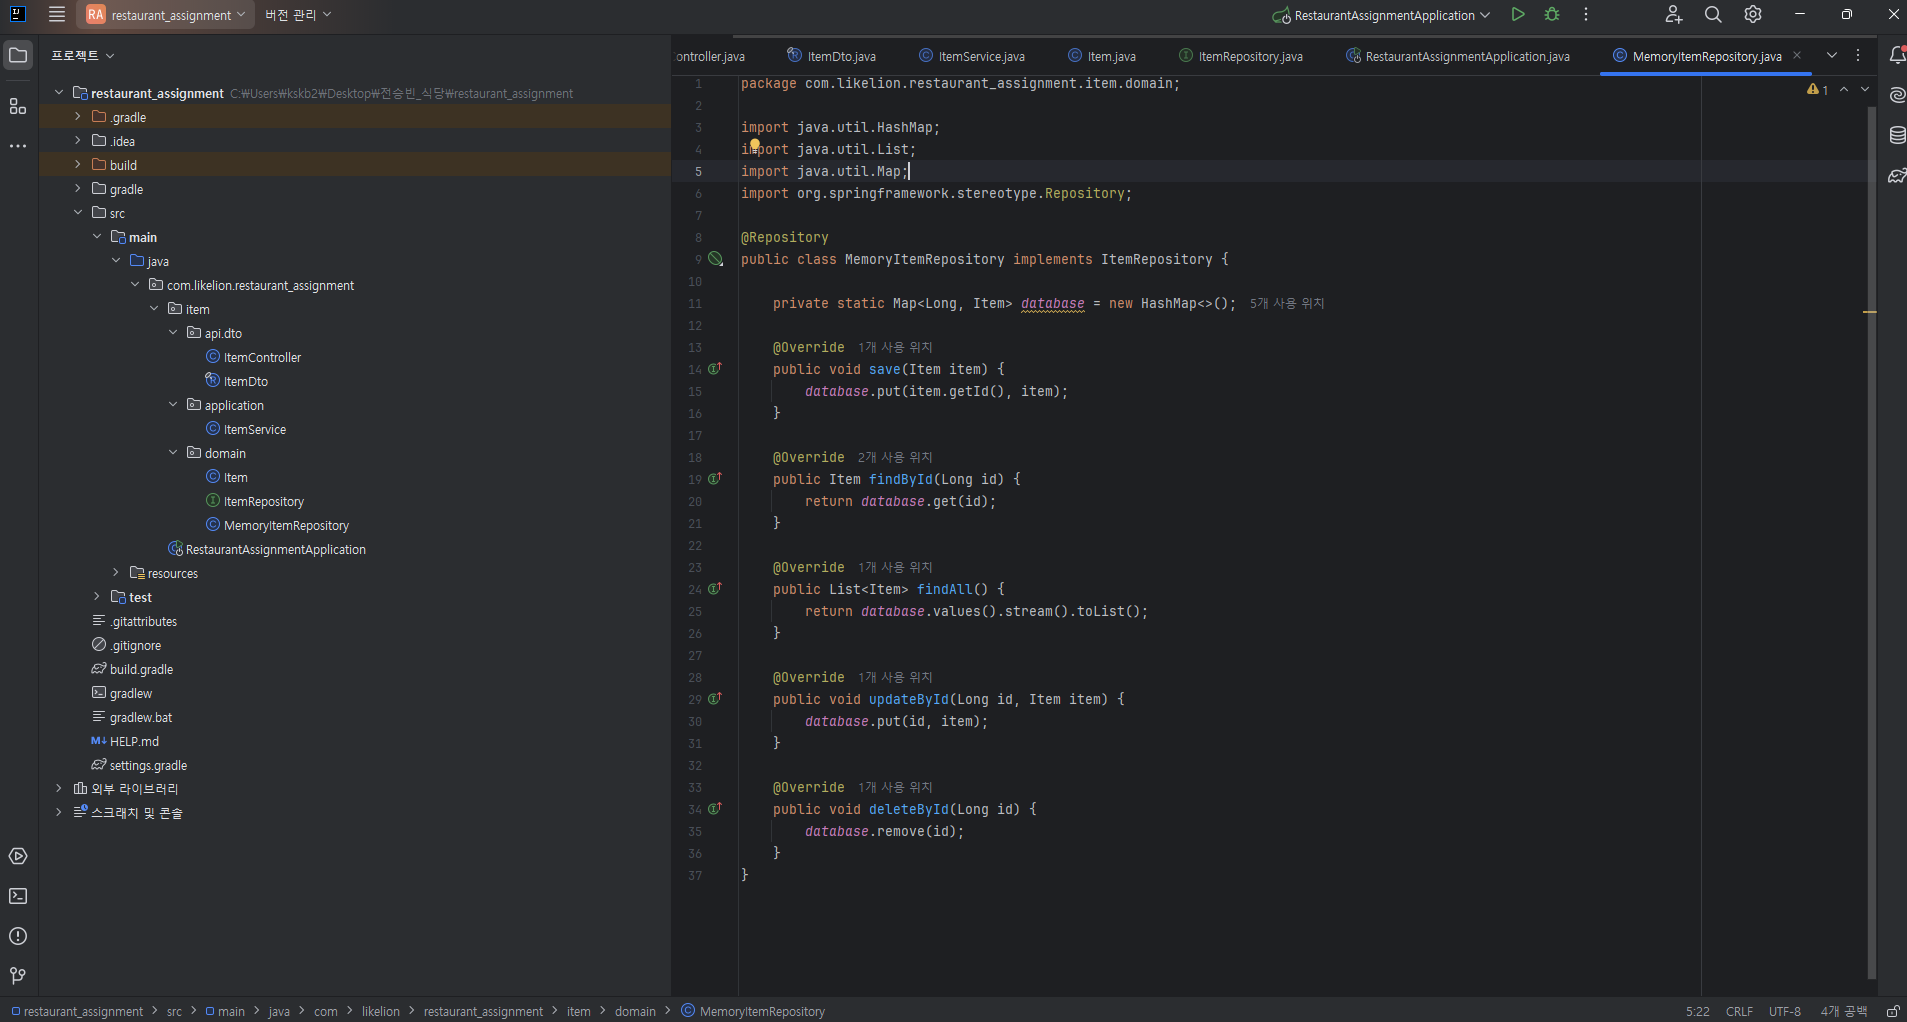 RA restaurant_assignment 버전 관리 RestaurantAssignmentApplication
프로젝트
restaurant_assignment C:₩Users₩kskb2₩Desktop₩전승빈_식당₩restaurant_assignment
.gradle
.idea
build
gradle
src
main
java
com.likelion.restaurant_assignment
item
api.dto
ItemController
ItemDto
application
ItemService
domain
Item
ItemRepository
MemoryItemRepository
RestaurantAssignmentApplication
resources
test
.gitattributes
.gitignore
build.gradle
gradlew
gradlew.bat
HELP.md
settings.gradle
외부 라이브러리
스크래치 및 콘솔
ontroller.java ItemDto.java ItemService.java Item.java ItemRepository.java RestaurantAssignmentApplication.java MemoryItemRepository.java
1 package com.likelion.restaurant_assignment.item.domain;
1
2
3 import java.util.HashMap;
4 import java.util.List;
5 import java.util.Map;
6 import org.springframework.stereotype.Repository;
7
8 @Repository
9 public class MemoryItemRepository implements ItemRepository {
10
11 private static Map<Long, Item> database = new HashMap<>(); 5개 사용 위치
12
13 @Override 1개 사용 위치
14 public void save(Item item) {
15 database.put(item.getId(), item);
16 }
17
18 @Override 2개 사용 위치
19 public Item findById(Long id) {
20 return database.get(id);
21 }
22
23 @Override 1개 사용 위치
24 public List<Item> findAll() {
25 return database.values().stream().toList();
26 }
27
28 @Override 1개 사용 위치
29 public void updateById(Long id, Item item) {
30 database.put(id, item);
31 }
32
33 @Override 1개 사용 위치
34 public void deleteById(Long id) {
35 database.remove(id);
36 }
37 }
restaurant_assignment > src > main > java > com > likelion > restaurant_assignment > item > domain > MemoryItemRepository 5:22 CRLF UTF-8 4개 공백